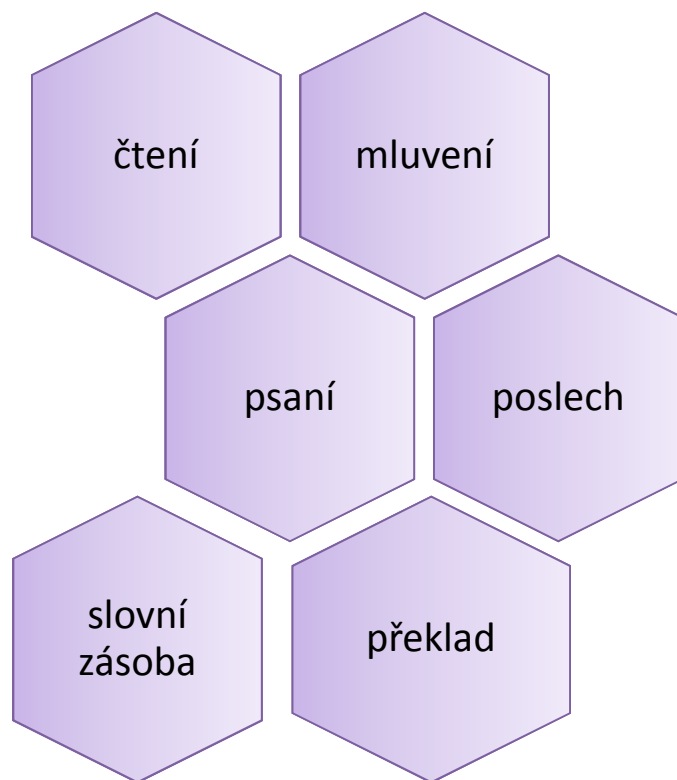 čtení
mluvení
psaní
poslech
slovní
zásoba
překlad